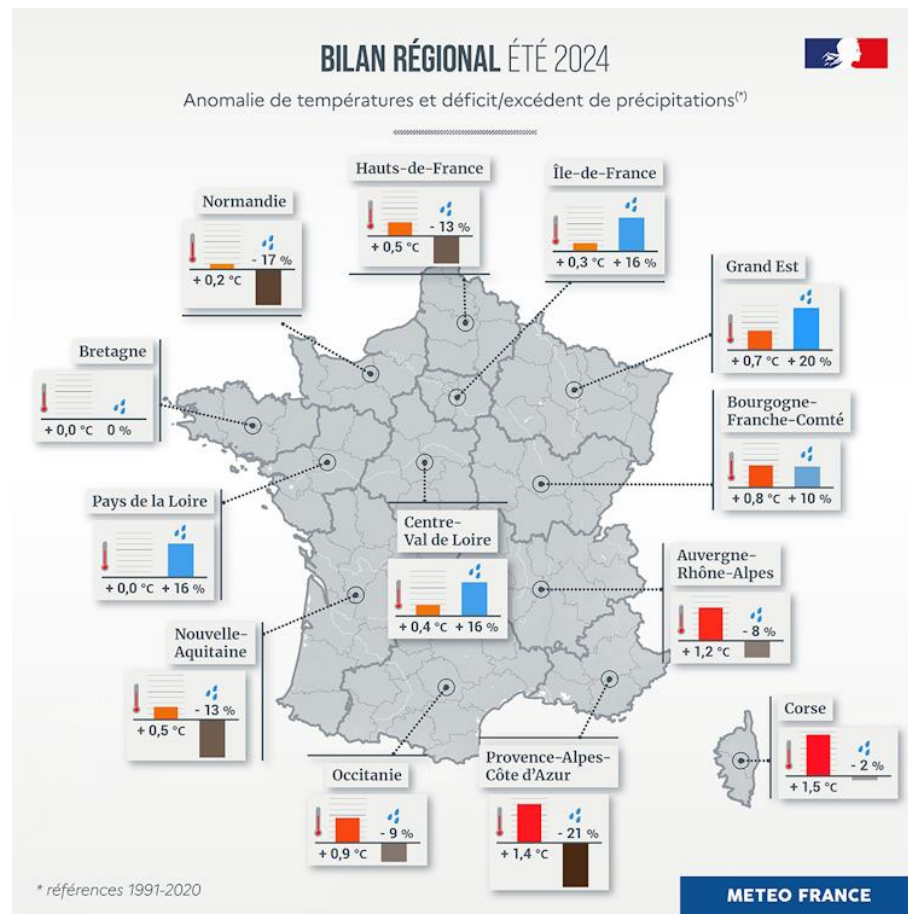 BILAN RÉGIONAL ÉTÉ 2024
Anomalie de températures et déficit/excédent de précipitations(*)
Hauts-de-France
+ 0,5 °C
- 13 %
Île-de-France
+ 0,3 °C + 16 %
Normandie
+ 0,2 °C
- 17 %
Grand Est
+ 0,7 °C + 20 %
Bretagne
+ 0,0 °C 0 %
Bourgogne-
Franche-Comté
+ 0,8 °C + 10 %
Pays de la Loire
+ 0,0 °C + 16 %
Centre-
Val de Loire
+ 0,4 °C + 16 %
Auvergne-
Rhône-Alpes
+ 1,2 °C
- 8 %
Nouvelle-
Aquitaine
+ 0,5 °C
- 13 %
Corse
+ 1,5 °C
- 2 %
Occitanie
+ 0,9 °C
- 9 %
Provence-Alpes-
Côte d'Azur
+ 1,4 °C
- 21 %
* références 1991-2020
METEO FRANCE